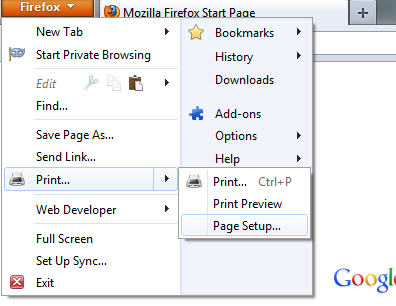 Firefox
Mozilla Firefox Start Page
New Tab
Start Private Browsing
Edit
Find...
Save Page As...
Send Link...
Print...
Web Developer
Full Screen
Set Up Sync...
Exit
Bookmarks
History
Downloads
Add-ons
Options
Help
Print... Ctrl+P
Print Preview
Page Setup...
Google